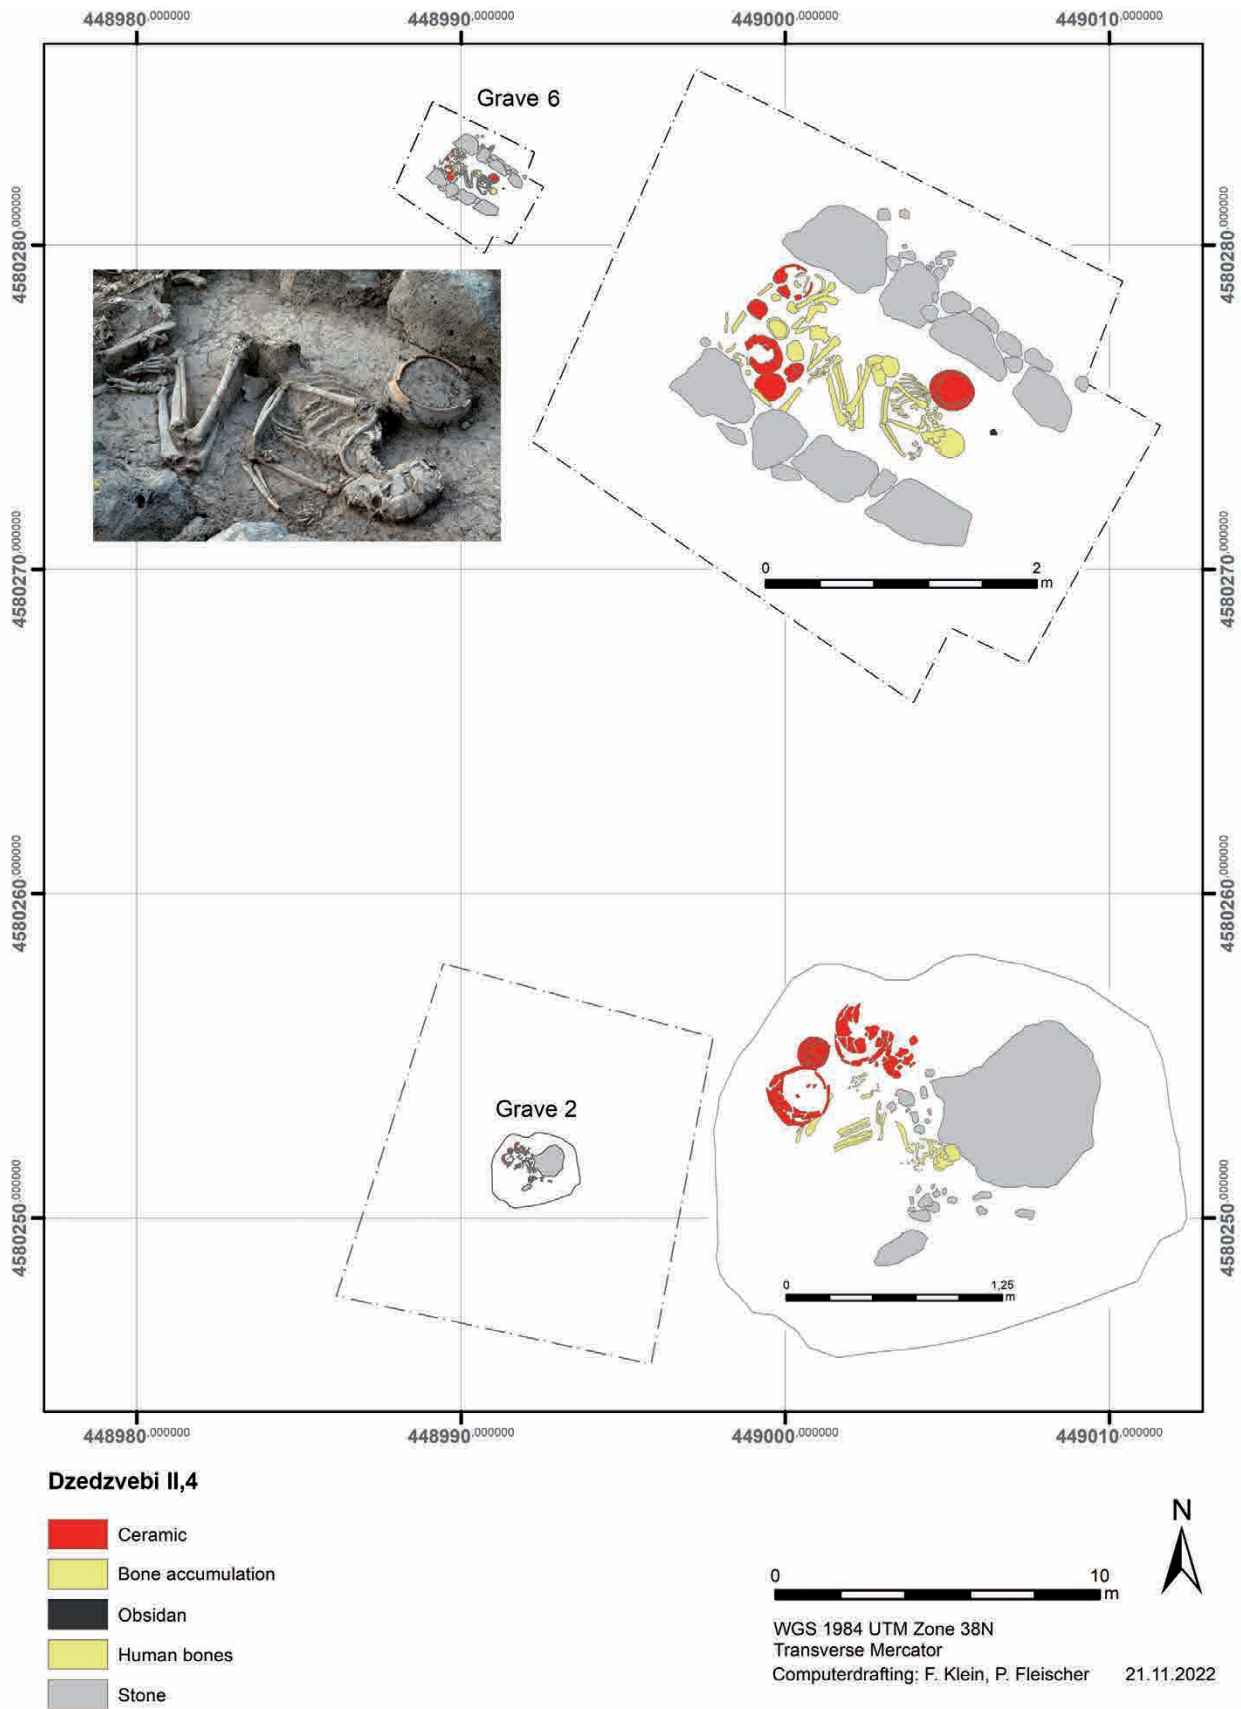 448980,000000 448990,000000 449000,000000 449010,000000
Grave 6
4580280,000000 4580280,000000
4580270,000000 4580270,000000
0 2
m
4580260,000000 4580260,000000
Grave 2
4580250,000000 4580250,000000
0 1,25
m
448980,000000 448990,000000 449000,000000 449010,000000
Dzedzvebi II,4
Ceramic
Bone accumulation
Obsidan
Human bones
Stone
N
0 10
m
WGS 1984 UTM Zone 38N
Transverse Mercator
Computerdrafting: F. Klein, P. Fleischer 21.11.2022